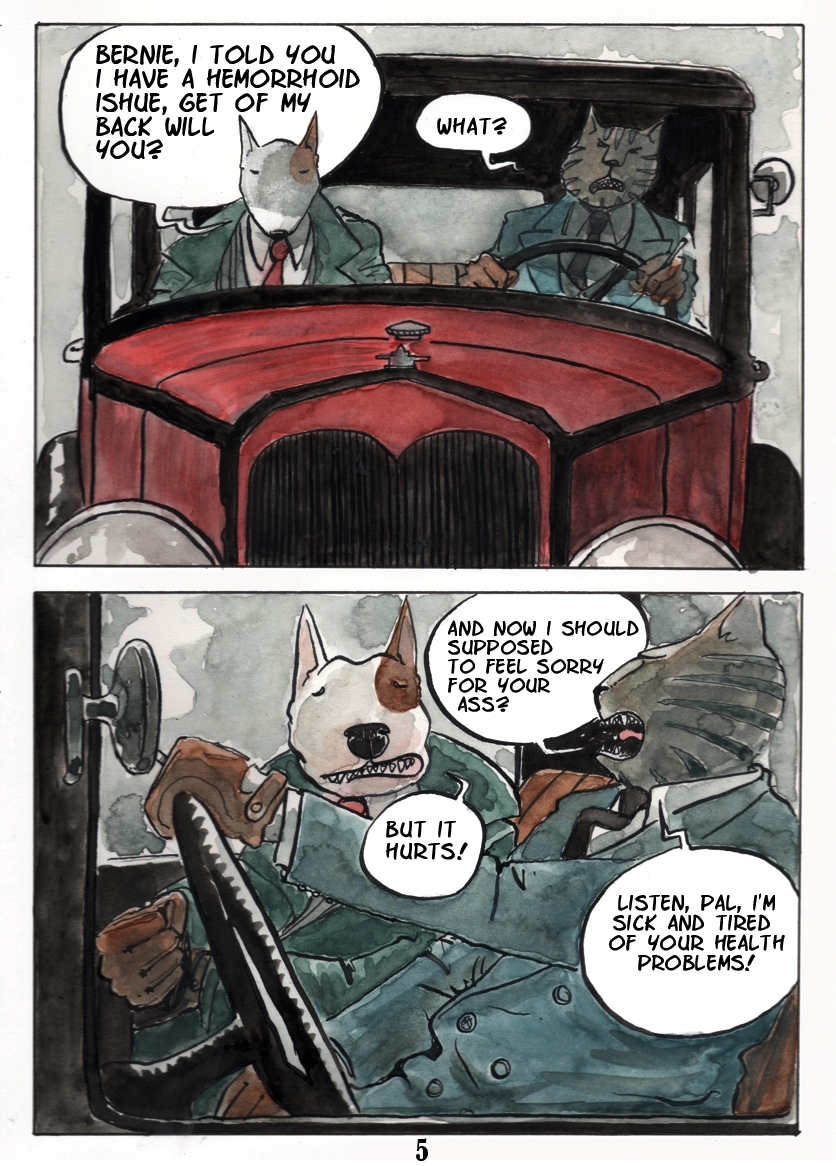 BERNIE, I TOLD YOU
I HAVE A HEMORRHOID
ISHUE, GET OF MY
BACK WILL
YOU?
WHAT?
AND NOW I SHOULD
SUPPOSED
TO FEEL SORRY
FOR YOUR
ASS?
BUT IT
HURTS!
LISTEN, PAL, I'M
SICK AND TIRED
OF YOUR HEALTH
PROBLEMS!
5